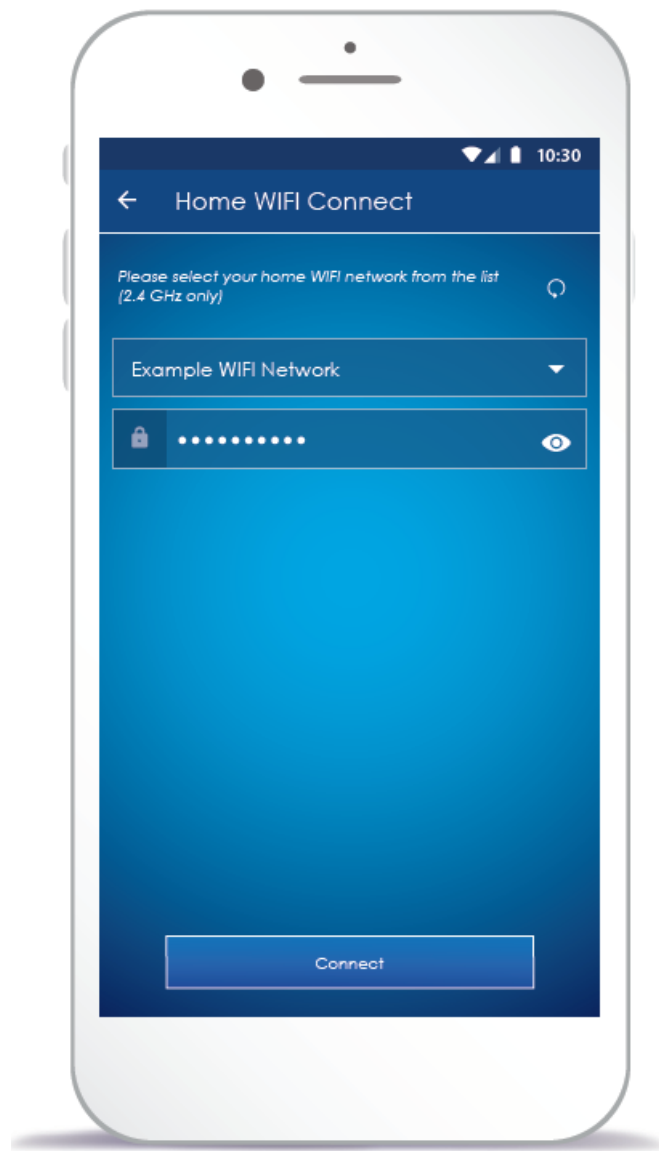 10:30
Home WIFI Connect
Please select your home WIFI network from the list
(2.4 GHz only)
Example WIFI Network
••••••••••
Connect